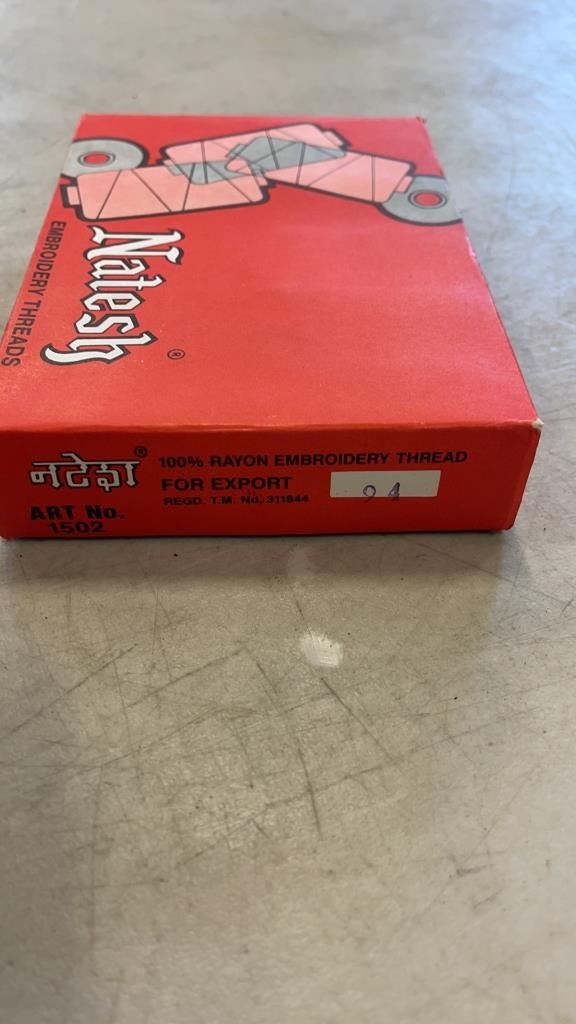 Natesh®
EMBROIDERY THREADS
नटेश®
100% RAYON EMBROIDERY THREAD
FOR EXPORT
REGD. T.M. No. 311844
94
ART No.
1502